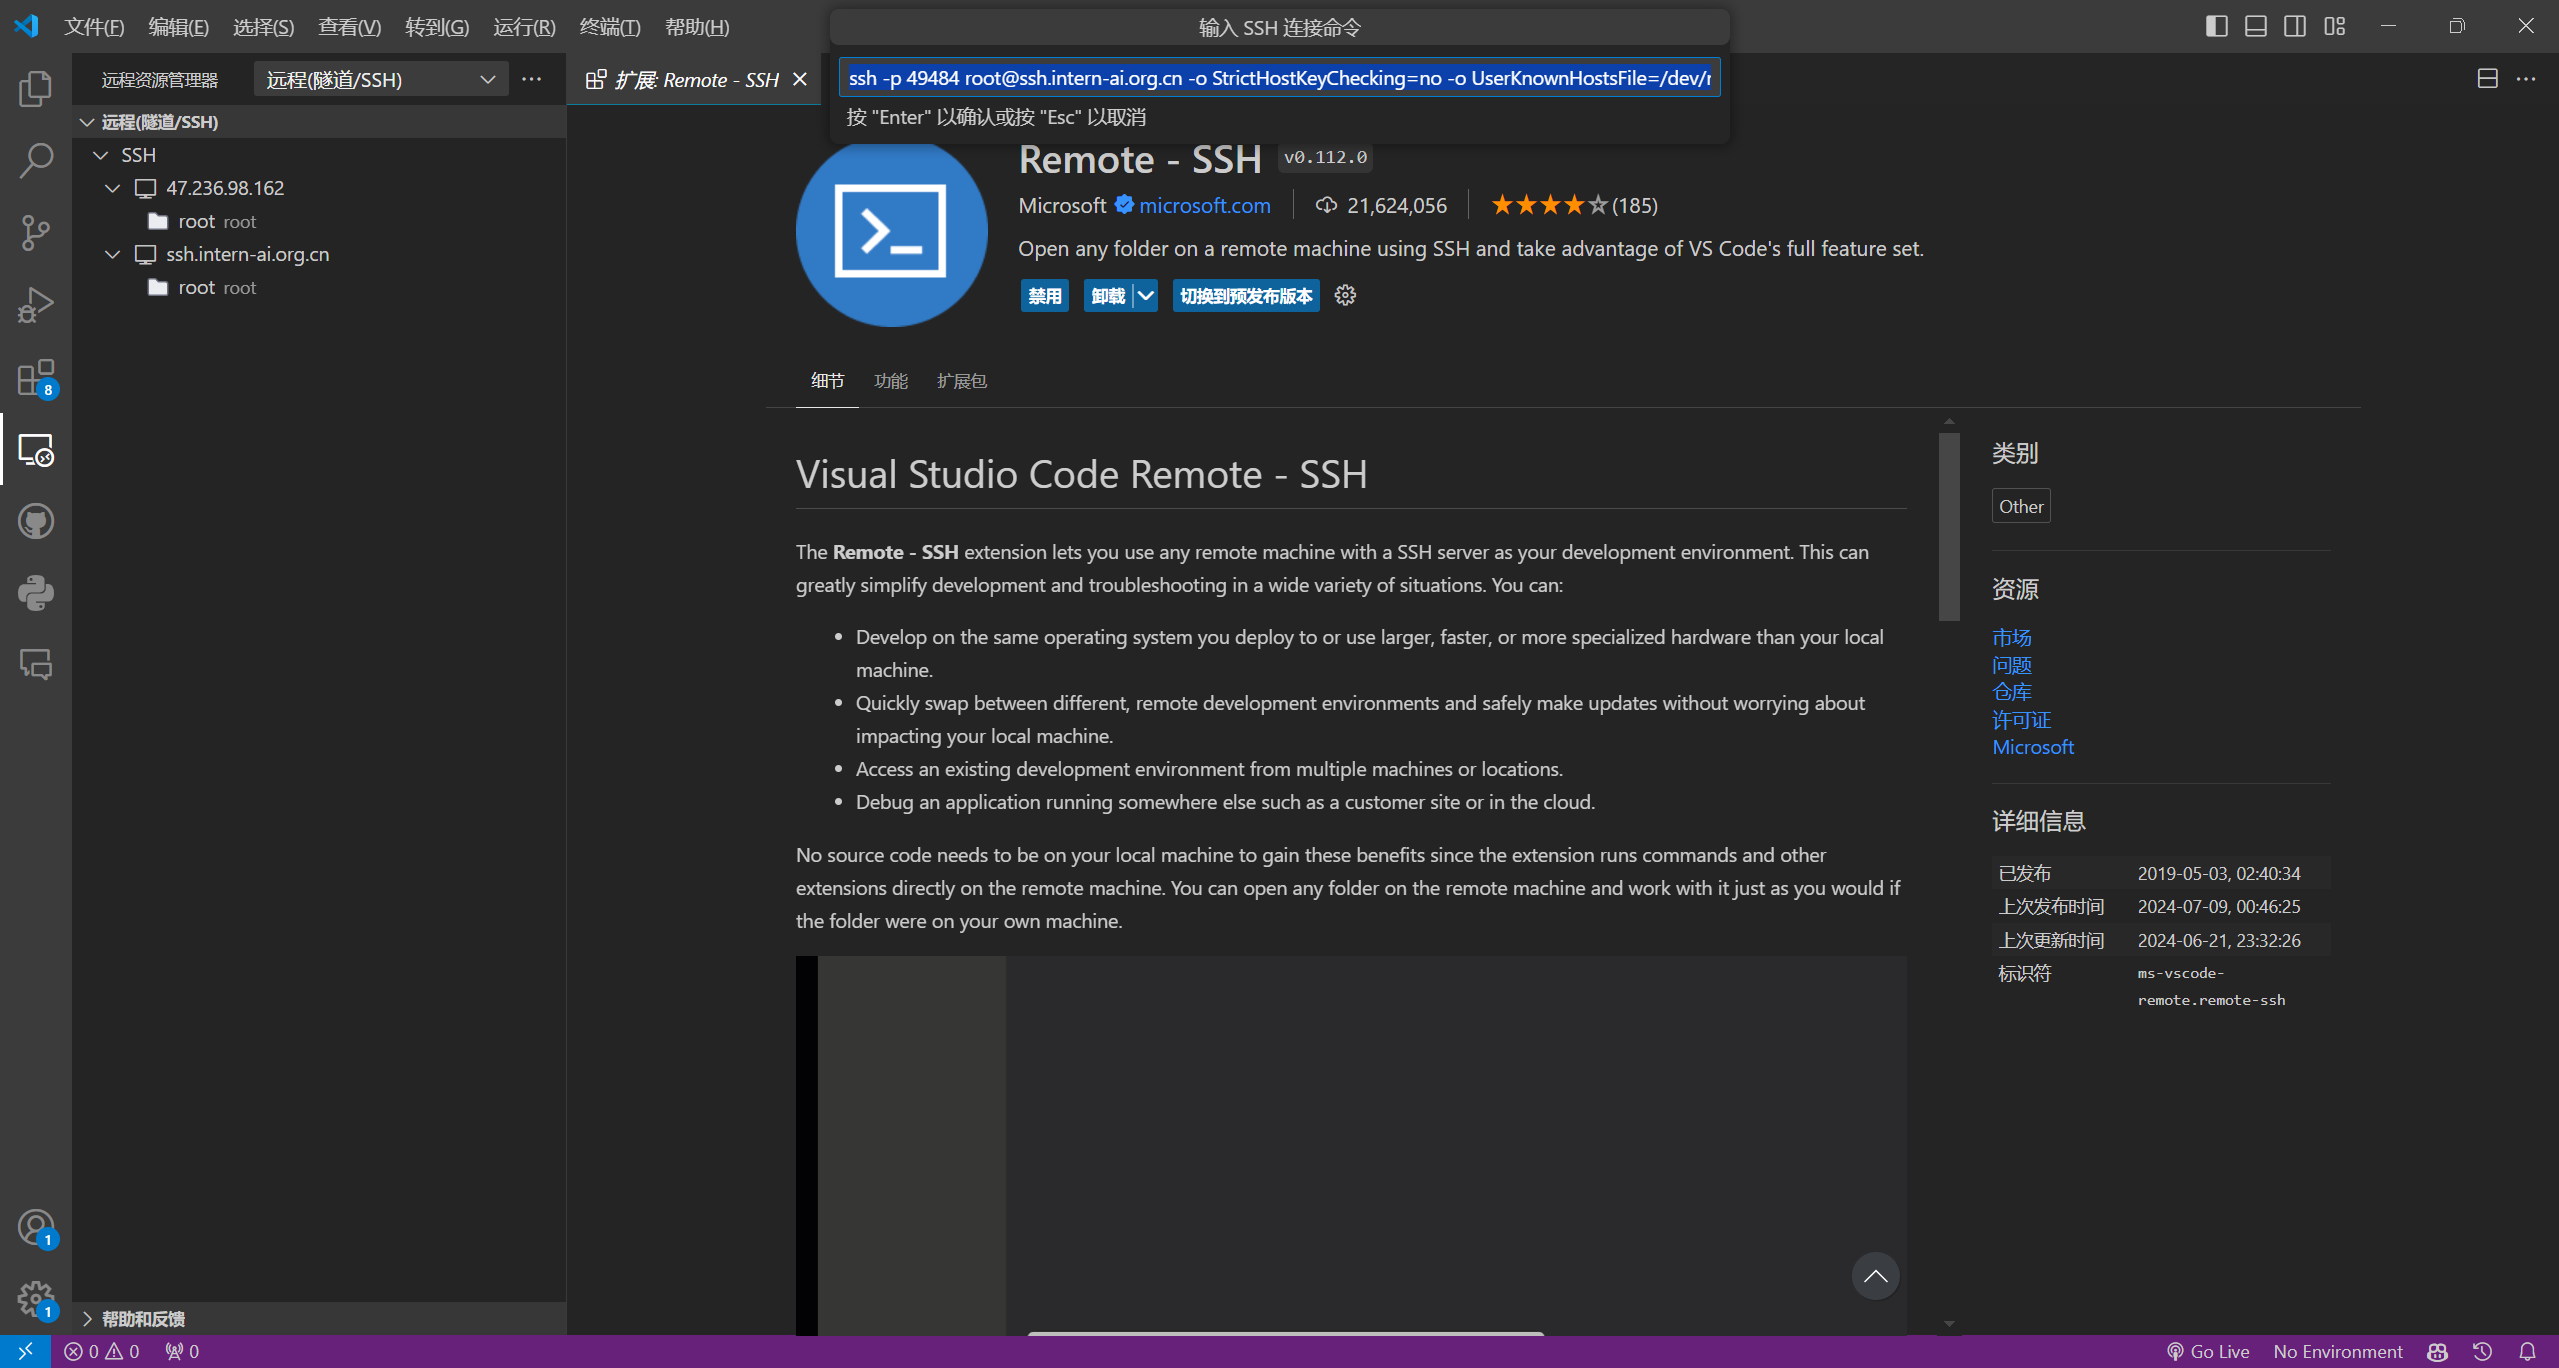 文件(F) 编辑(E) 选择(S) 查看(V) 转到(G) 运行(R) 终端(T) 帮助(H)
输入 SSH 连接命令
ssh -p 49484 root@ssh.intern-ai.org.cn -o StrictHostKeyChecking=no -o UserKnownHostsFile=/dev/
按 "Enter" 以确认或按 "Esc" 以取消
远程资源管理器
远程(隧道/SSH)
远程(隧道/SSH)
SSH
47.236.98.162
root root
ssh.intern-ai.org.cn
root root
帮助和反馈
扩展: Remote - SSH
Remote - SSH v0.112.0
Microsoft microsoft.com 21,624,056 ★★★★☆(185)
Open any folder on a remote machine using SSH and take advantage of VS Code's full feature set.
禁用 卸载 切换到预发布版本
细节 功能 扩展包
Visual Studio Code Remote - SSH
The Remote - SSH extension lets you use any remote machine with a SSH server as your development environment. This can
greatly simplify development and troubleshooting in a wide variety of situations. You can:
• Develop on the same operating system you deploy to or use larger, faster, or more specialized hardware than your local
machine.
• Quickly swap between different, remote development environments and safely make updates without worrying about
impacting your local machine.
• Access an existing development environment from multiple machines or locations.
• Debug an application running somewhere else such as a customer site or in the cloud.
No source code needs to be on your local machine to gain these benefits since the extension runs commands and other
extensions directly on the remote machine. You can open any folder on the remote machine and work with it just as you would if
the folder were on your own machine.
类别
Other
资源
市场
问题
仓库
许可证
Microsoft
详细信息
已发布 2019-05-03, 02:40:34
上次发布时间 2024-07-09, 00:46:25
上次更新时间 2024-06-21, 23:32:26
标识符 ms-vscode-
remote.remote-ssh
8
1
1
0 0 0
Go Live No Environment